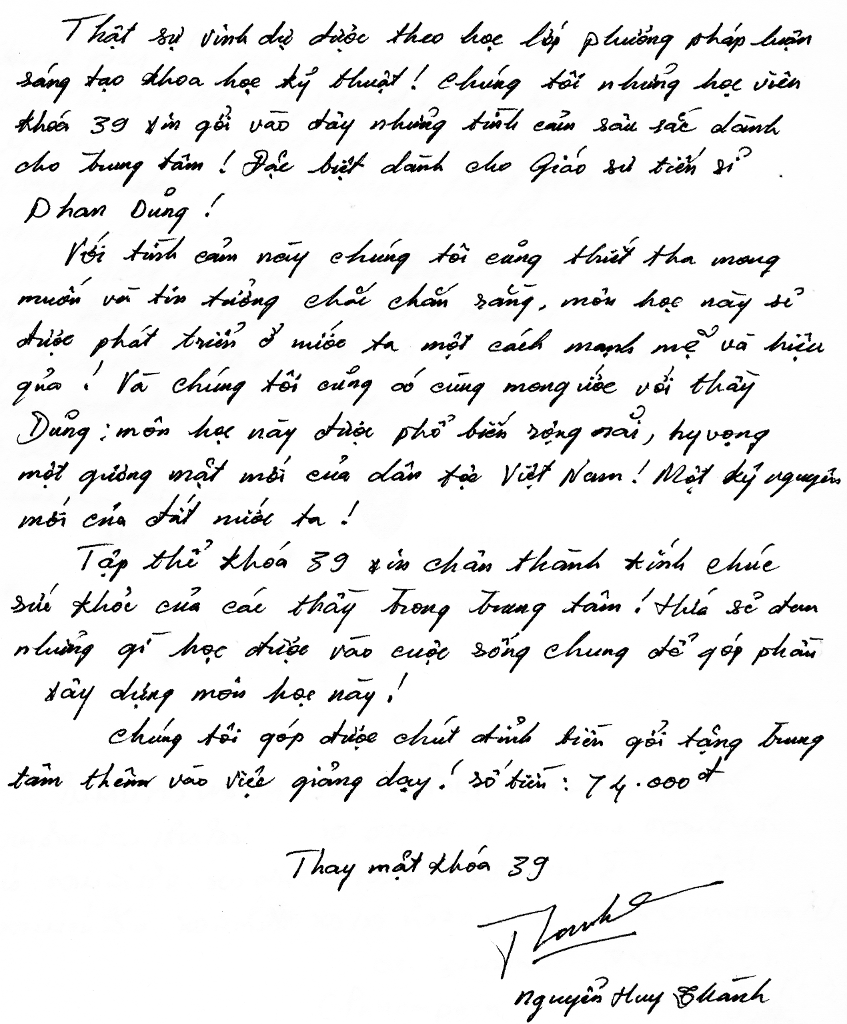 Thật sự vinh dự được theo học lớp phương pháp luận
sáng tạo khoa học kỹ thuật! Chúng tôi những học viên
khoá 39 xin gởi vào đây những tình cảm sâu sắc dành
cho trung tâm! Đặc biệt dành cho Giáo sư tiến sĩ
Phan Dũng!
Với tình cảm này chúng tôi cũng thiết tha mong
muốn và tin tưởng chắc chắn rằng, môn học này sẽ
được phát triển ở nước ta một cách mạnh mẽ và hiệu
quả! Và chúng tôi cũng có cùng mong ước với thầy
Dũng: môn học này được phổ biến rộng rãi, hy vọng
một gương mặt mới của dân tộc Việt Nam! Một kỷ nguyên
mới của đất nước ta!
Tập thể khoá 39 xin chân thành kính chúc
sức khỏe của các thầy trong trung tâm! Hứa sẽ đem
những gì học được vào cuộc sống chung để góp phần
xây dựng môn học này!
Chúng tôi góp được chút đỉnh tiền gởi tặng trung
tâm thêm vào việc giảng dạy! Số tiền: 74.000đ
Thay mặt khóa 39
Nguyễn Huy Khánh